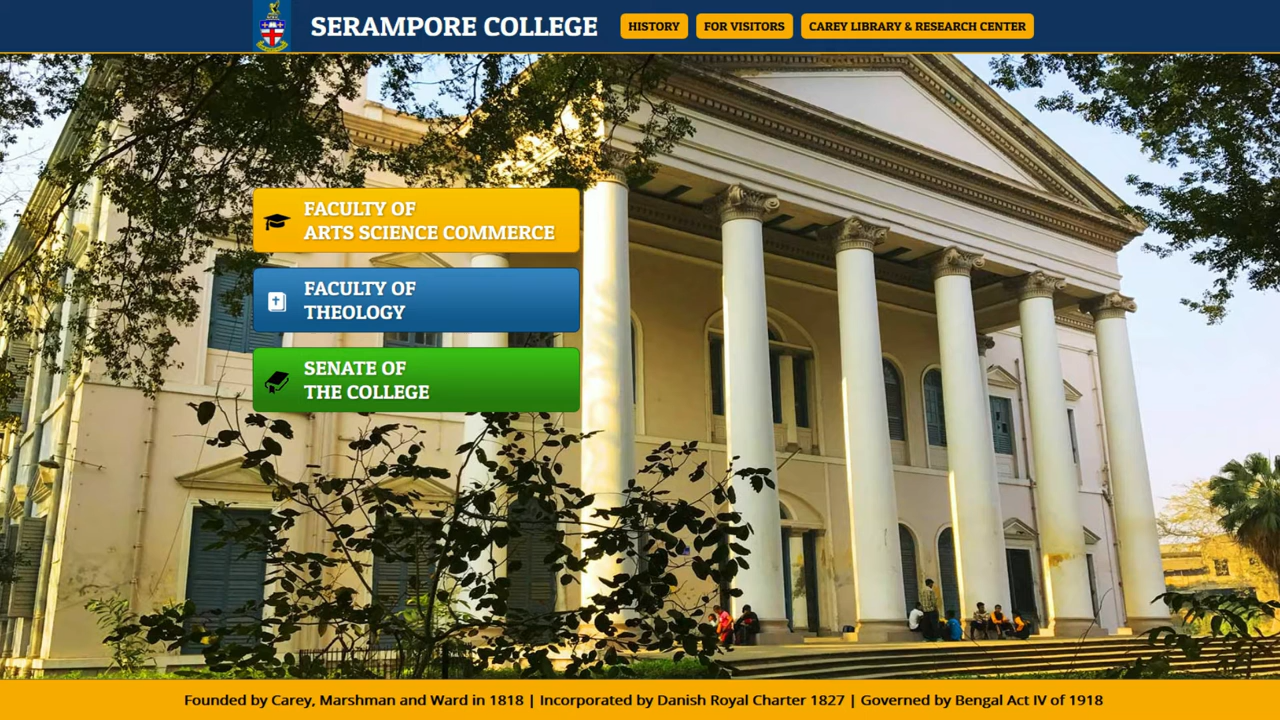 SERAMPORE COLLEGE
HISTORY
FOR VISITORS
CAREY LIBRARY & RESEARCH CENTER
FACULTY OF
ARTS SCIENCE COMMERCE
FACULTY OF
THEOLOGY
SENATE OF
THE COLLEGE
Founded by Carey, Marshman and Ward in 1818 | Incorporated by Danish Royal Charter 1827 | Governed by Bengal Act IV of 1918